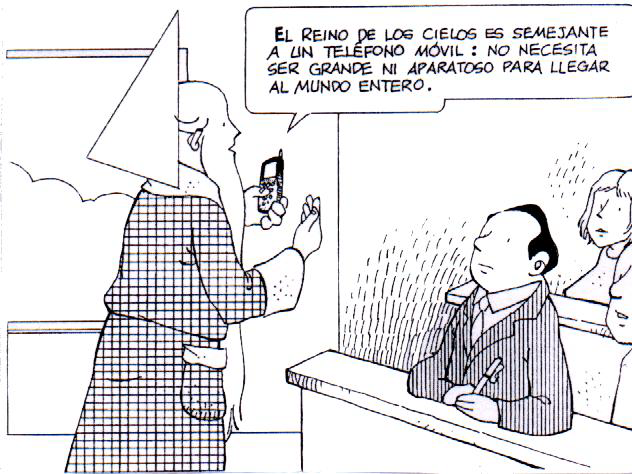 EL REINO DE LOS CIELOS ES SEMEJANTE
A UN TELÉFONO MÓVIL: NO NECESITA
SER GRANDE NI APARATOSO PARA LLEGAR
AL MUNDO ENTERO.